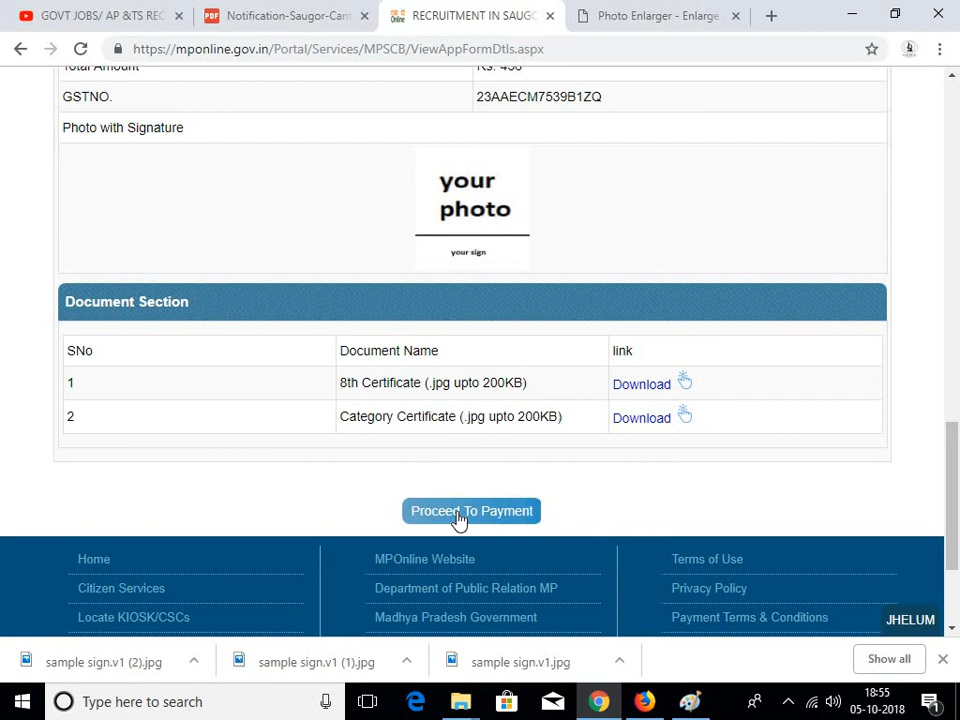 GOVT JOBS/ AP &TS REC
Notification-Saugor-Cant
RECRUITMENT IN SAUGO
Photo Enlarger - Enlarge
https://mponline.gov.in/Portal/Services/MPSCB/ViewAppFormDtls.aspx
Total Amount
GSTNO.
23AAECM7539B1ZQ
Photo with Signature
your
photo
your sign
Document Section
SNo
Document Name
link
1
8th Certificate (.jpg upto 200KB)
Download
2
Category Certificate (.jpg upto 200KB)
Download
Proceed To Payment
Home
MPOnline Website
Terms of Use
Citizen Services
Department of Public Relation MP
Privacy Policy
Locate KIOSK/CSCs
Madhya Pradesh Government
Payment Terms & Conditions
JHELUM
sample sign.v1 (2).jpg
sample sign.v1 (1).jpg
sample sign.v1.jpg
Show all
Type here to search
18:55
05-10-2018
1